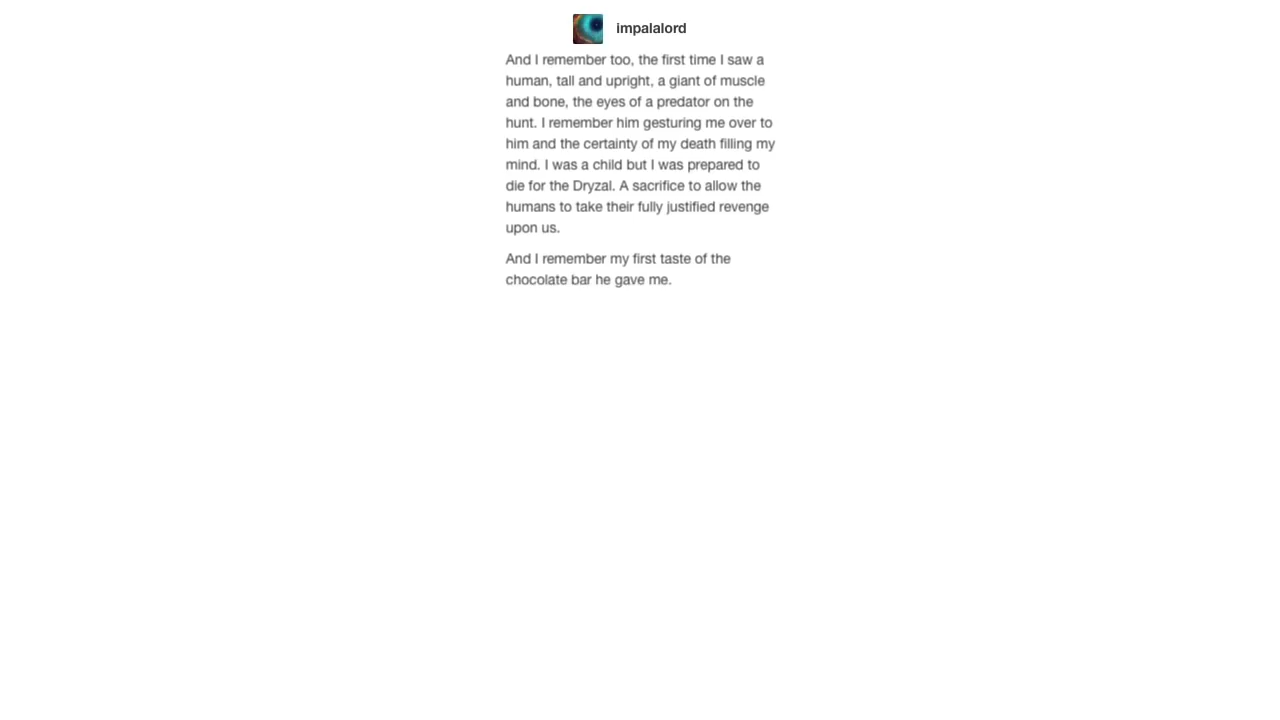 impalalord
And I remember too, the first time I saw a
human, tall and upright, a giant of muscle
and bone, the eyes of a predator on the
hunt. I remember him gesturing me over to
him and the certainty of my death filling my
mind. I was a child but I was prepared to
die for the Dryzal. A sacrifice to allow the
humans to take their fully justified revenge
upon us.
And I remember my first taste of the
chocolate bar he gave me.